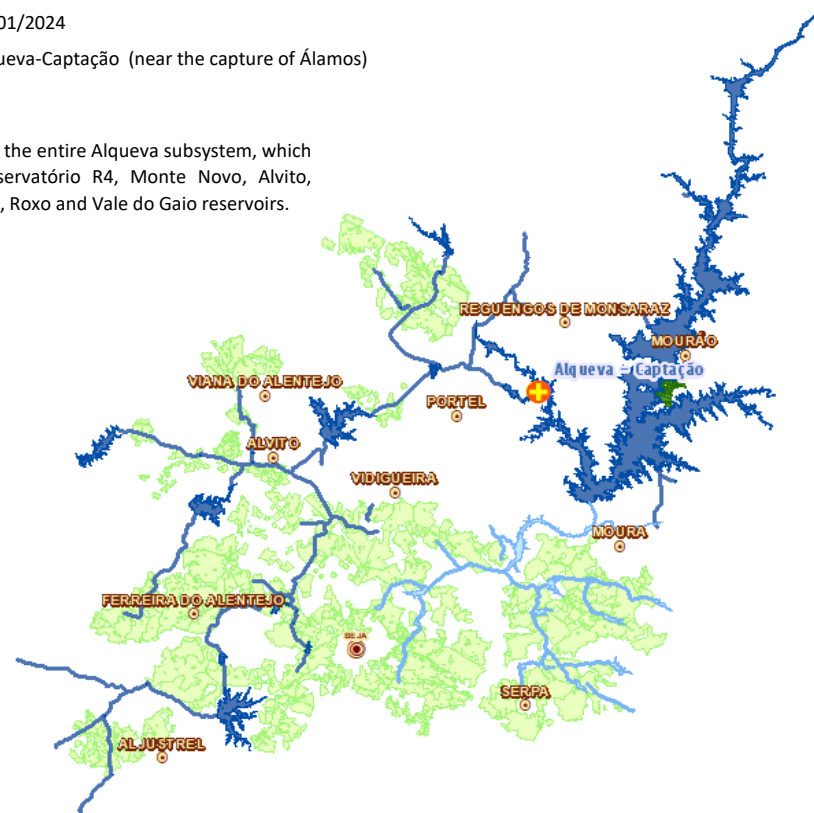 01/2024
ueva-Captação (near the capture of Álamos)
the entire Alqueva subsystem, which
servatório R4, Monte Novo, Alvito,
, Roxo and Vale do Gaio reservoirs.
REGUENGOS DE MONSARAZ
MOURÃO
Alqueva - Captação
VIANA DO ALENTEJO
PORTEL
ALVITO
VIDIGUEIRA
MOURA
FERREIRA DO ALENTEJO
BEJA
SERPA
ALJUSTREL